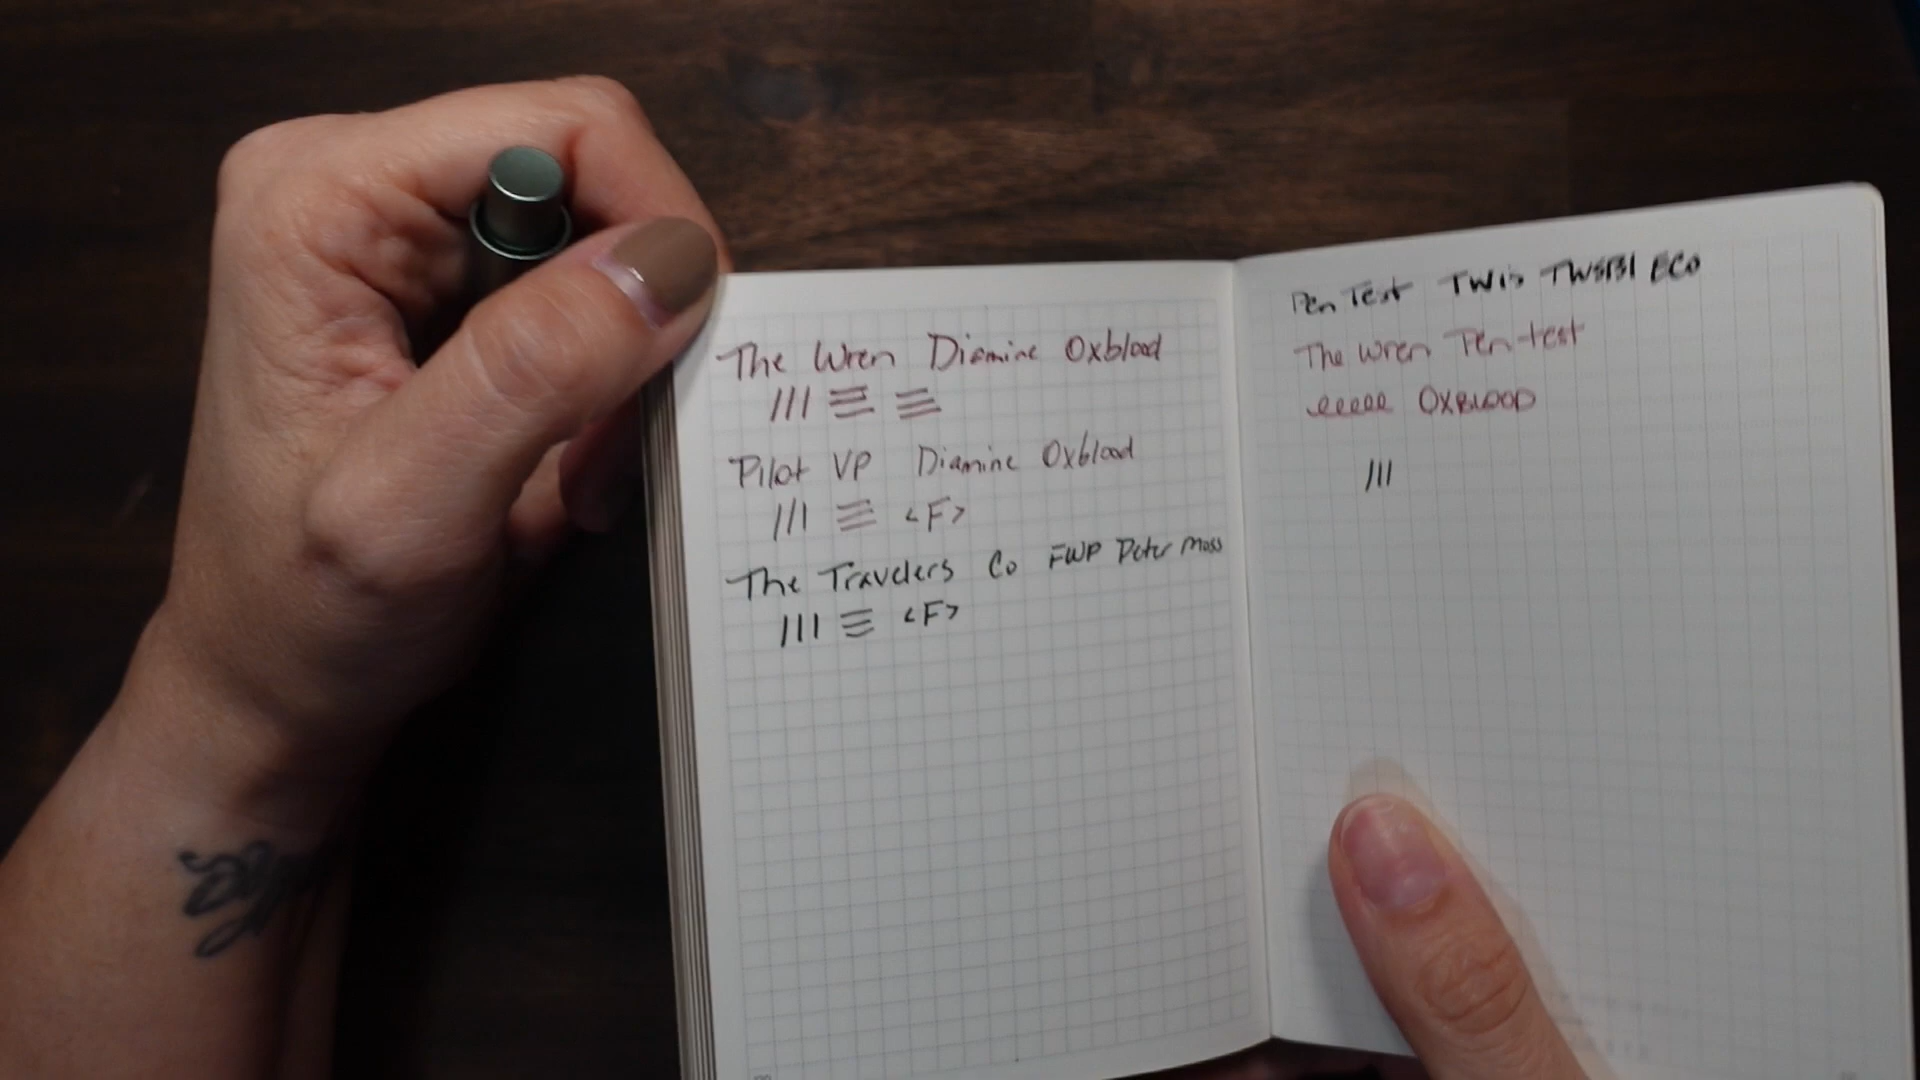 The Wren Diamine Oxblood
||| ☰ ☰
Pilot VP Diamine Oxblood
||| ☰ <F>
The Travelers Co FWP Peter Moss
||| ☰ <F>
Pen Test TWis TWSBI ECO
The Wren Pen-test
eeeee OXBLOOD
|||